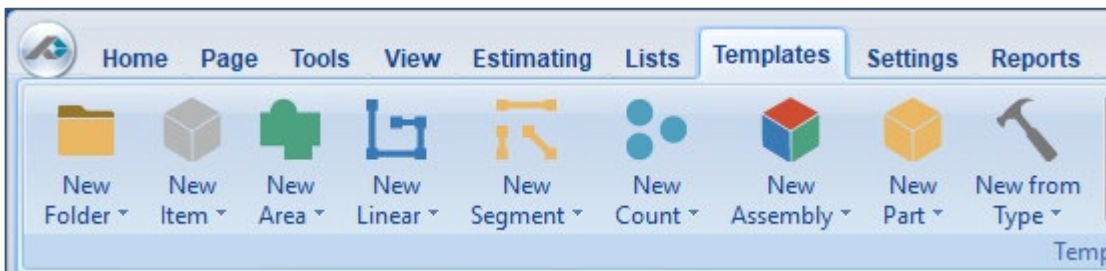 Home Page Tools View Estimating Lists Templates Settings Reports
New Folder New Item New Area New Linear New Segment New Count New Assembly New Part New from Type
Temp